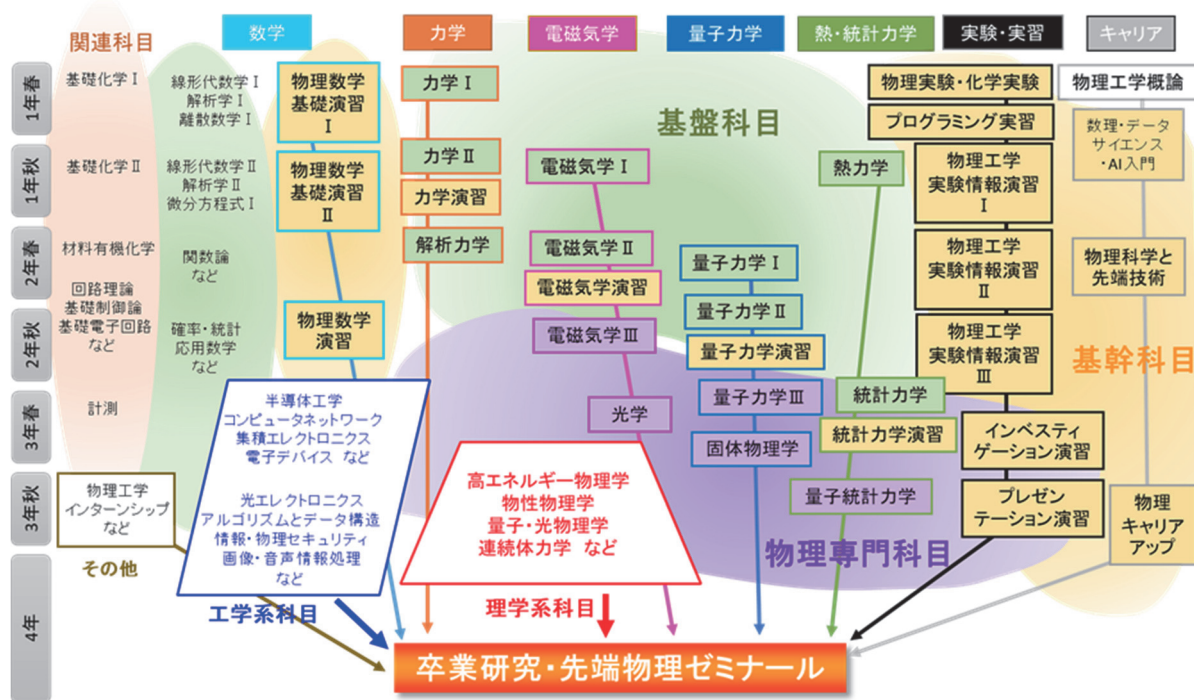 関連科目
数学
力学
電磁気学
量子力学
熱・統計力学
実験・実習
キャリア
1年春
1年秋
2年春
2年秋
3年春
3年秋
4年
基礎化学Ⅰ
基礎化学Ⅱ
材料有機化学
回路理論
基礎制御論
基礎電子回路
など
計測
物理工学
インターンシップ
など
その他
線形代数学Ⅰ
解析学Ⅰ
離散数学Ⅰ
線形代数学Ⅱ
解析学Ⅱ
微分方程式Ⅰ
関数論
など
確率・統計
応用数学
など
物理数学
基礎演習
Ⅰ
物理数学
基礎演習
Ⅱ
物理数学
演習
半導体工学
コンピュータネットワーク
集積エレクトロニクス
電子デバイス など
光エレクトロニクス
アルゴリズムとデータ構造
情報・物理セキュリティ
画像・音声情報処理
など
工学系科目
力学Ⅰ
力学Ⅱ
力学演習
解析力学
高エネルギー物理学
物性物理学
量子・光物理学
連続体力学 など
理学系科目
基盤科目
電磁気学Ⅰ
電磁気学Ⅱ
電磁気学演習
電磁気学Ⅲ
光学
量子力学Ⅰ
量子力学Ⅱ
量子力学演習
量子力学Ⅲ
固体物理学
熱力学
統計力学
統計力学演習
量子統計力学
物理専門科目
物理実験・化学実験
プログラミング実習
物理工学
実験情報演習
Ⅰ
物理工学
実験情報演習
Ⅱ
物理工学
実験情報演習
Ⅲ
インベスティ
ゲーション演習
プレゼン
テーション演習
物理工学概論
数理・データ
サイエンス
・AI入門
物理科学と
先端技術
基幹科目
物理
キャリア
アップ
卒業研究・先端物理ゼミナール